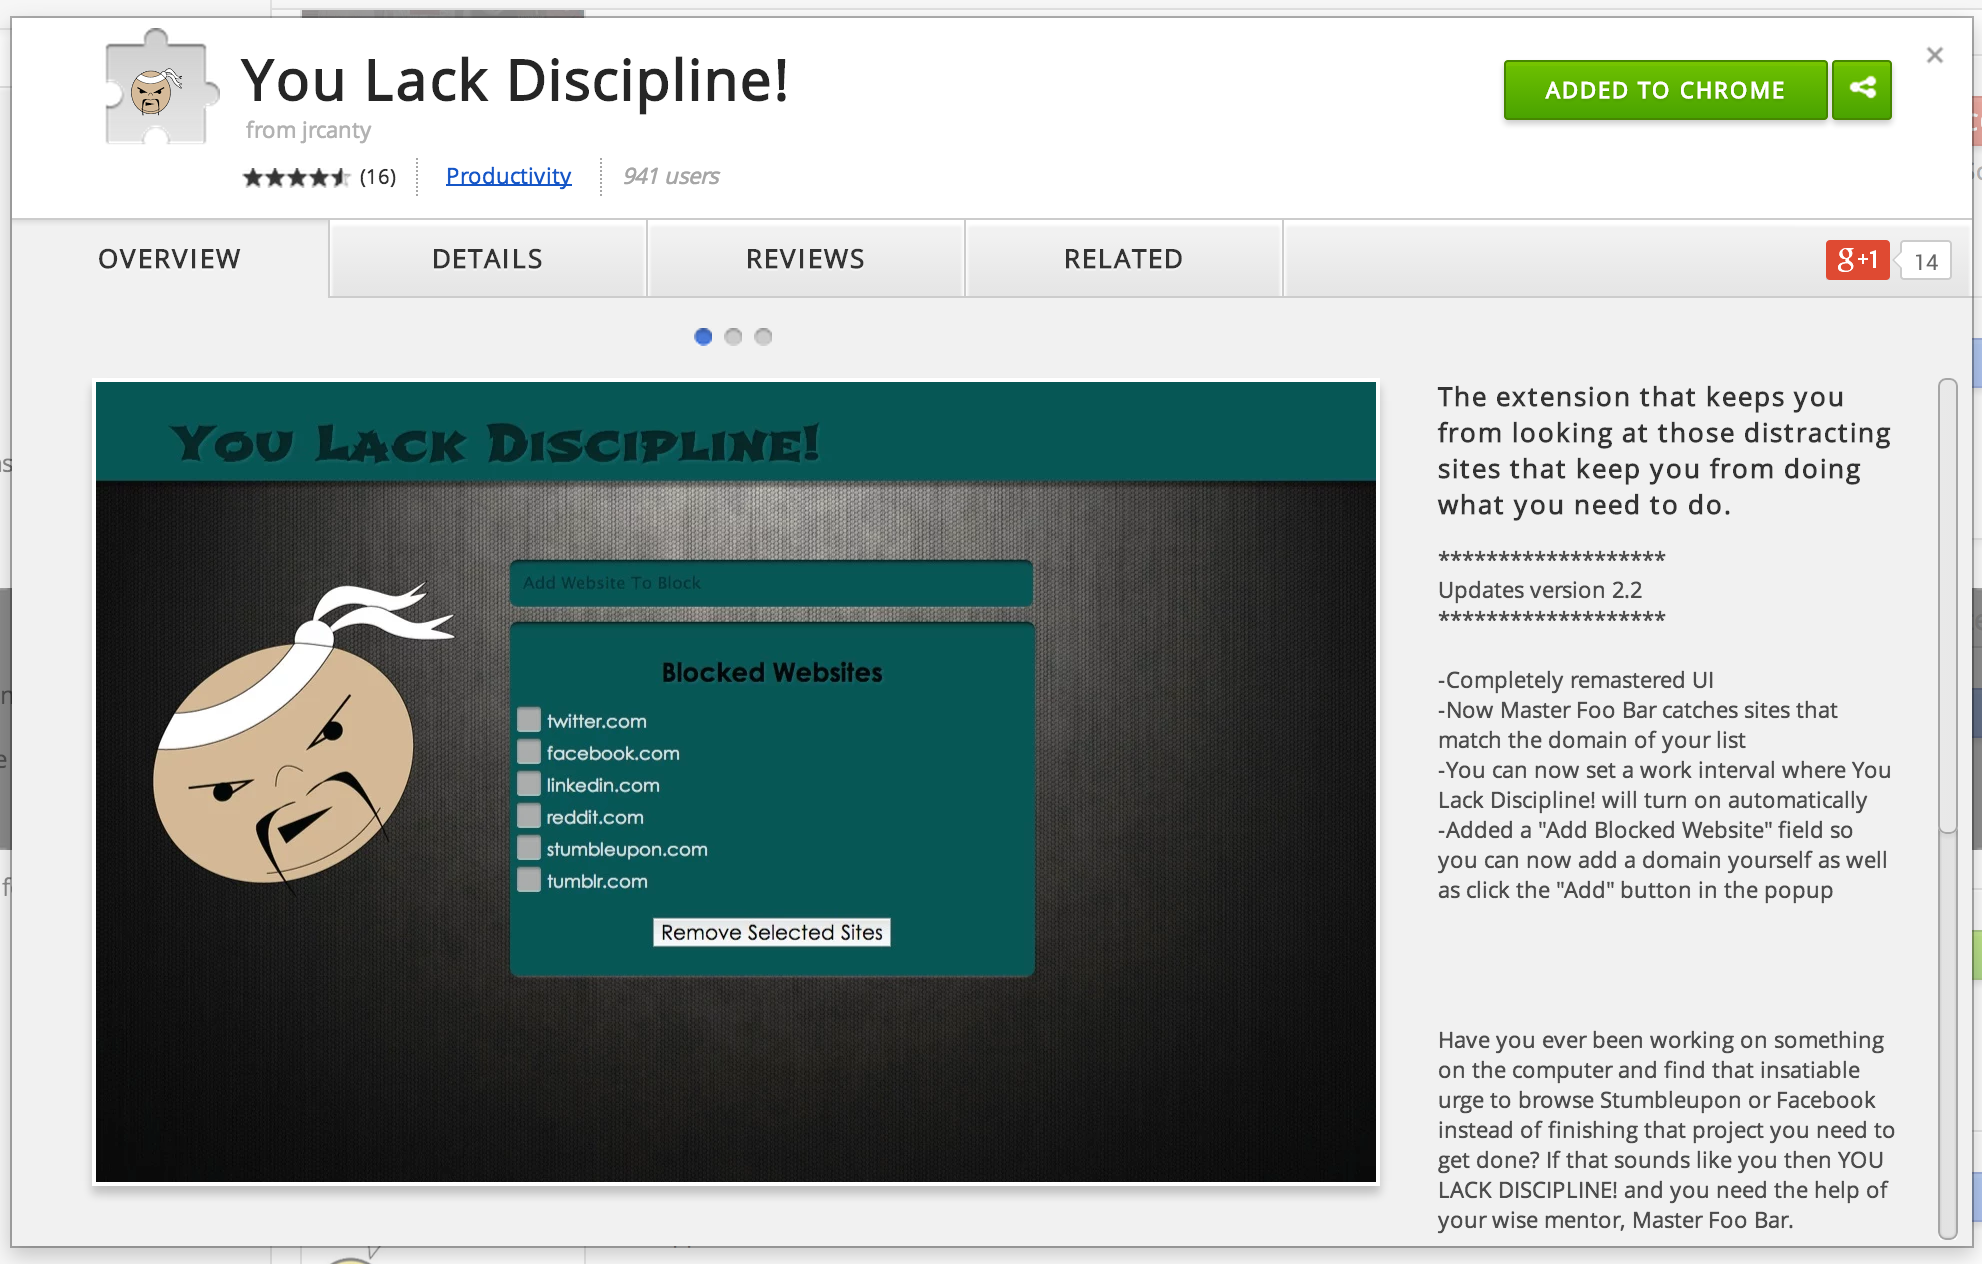 You Lack Discipline!
from jrcanty
(16)
Productivity
941 users
ADDED TO CHROME
OVERVIEW
DETAILS
REVIEWS
RELATED
g+1
14
You Lack Discipline!
Add Website To Block
Blocked Websites
twitter.com
facebook.com
linkedin.com
reddit.com
stumbleupon.com
tumblr.com
Remove Selected Sites
The extension that keeps you
from looking at those distracting
sites that keep you from doing
what you need to do.
*******************
Updates version 2.2
*******************
-Completely remastered UI
-Now Master Foo Bar catches sites that
match the domain of your list
-You can now set a work interval where You
Lack Discipline! will turn on automatically
-Added a "Add Blocked Website" field so
you can now add a domain yourself as well
as click the "Add" button in the popup
Have you ever been working on something
on the computer and find that insatiable
urge to browse Stumbleupon or Facebook
instead of finishing that project you need to
get done? If that sounds like you then YOU
LACK DISCIPLINE! and you need the help of
your wise mentor, Master Foo Bar.